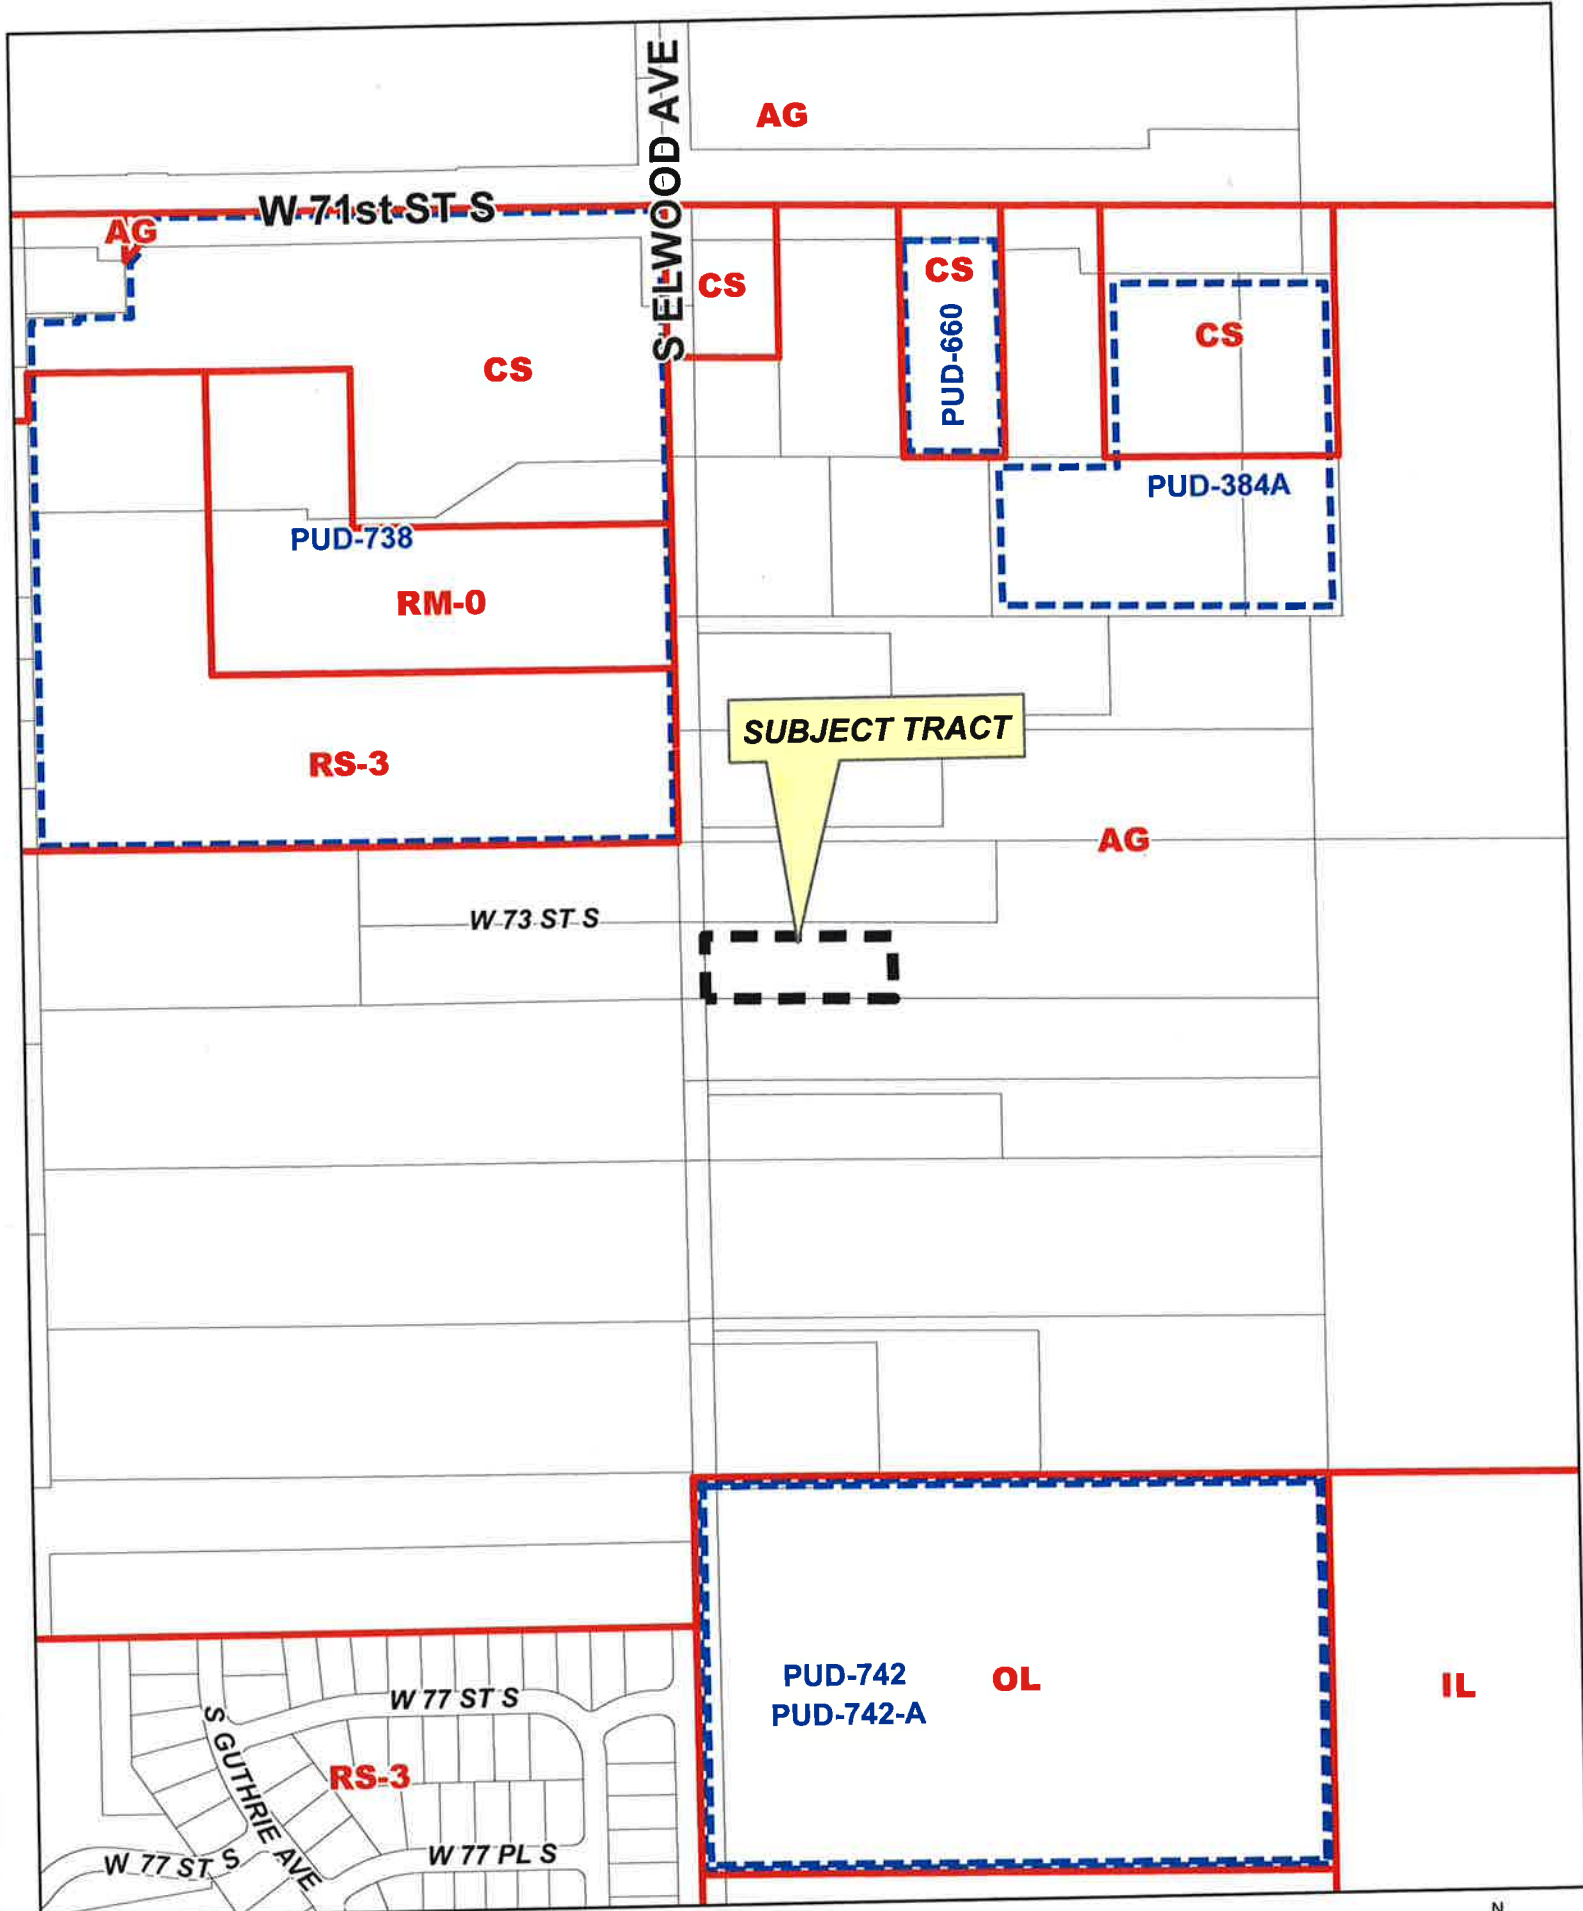 AG
S ELWOOD AVE
W 71st ST S
AG
CS
CS
PUD-660
CS
CS
PUD-384A
PUD-738
RM-0
SUBJECT TRACT
RS-3
AG
W 73 ST S
PUD-742
OL
IL
PUD-742-A
W 77 ST S
S GUTHRIE AVE
RS-3
W 77 PL S
W 77 ST S
N